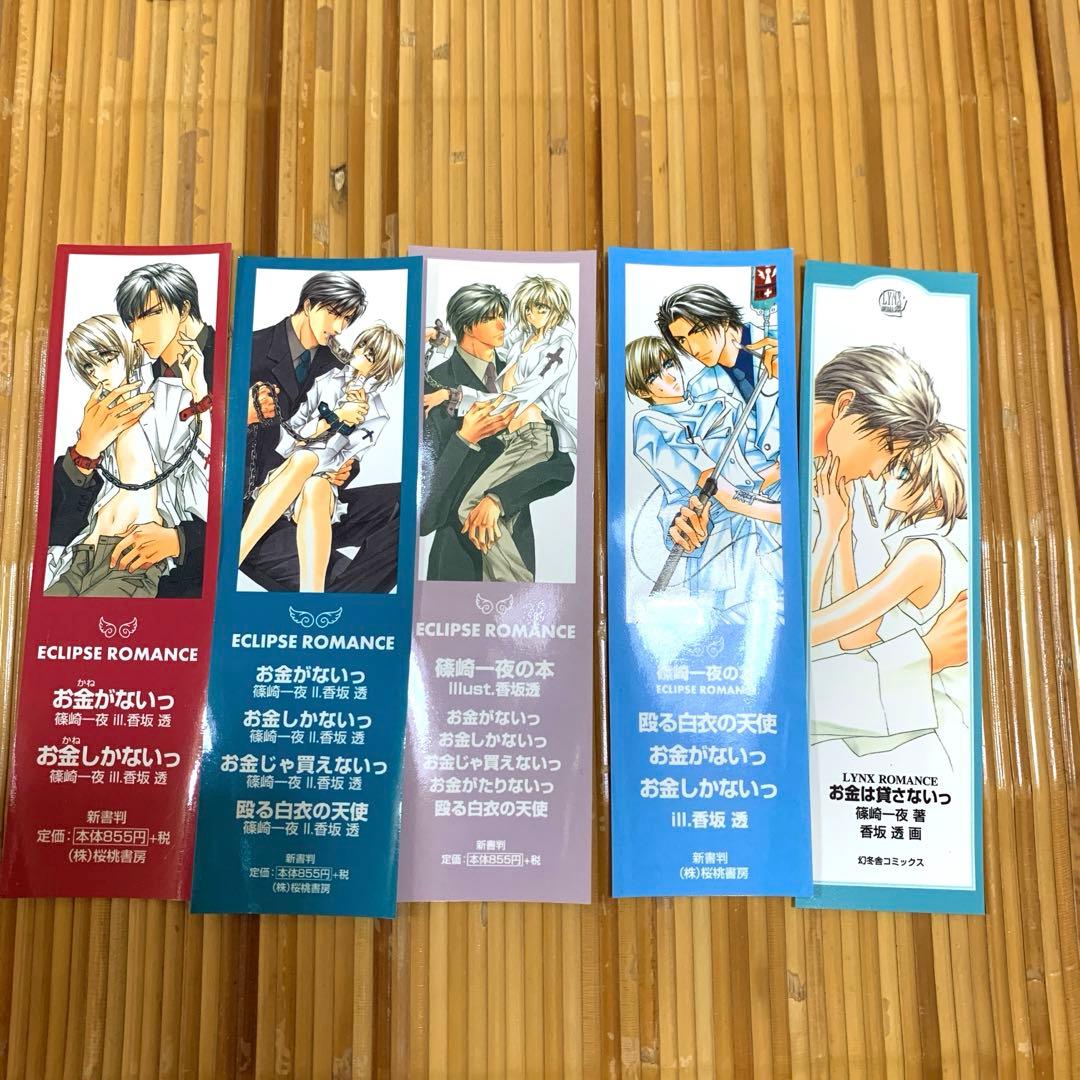 ECLIPSE ROMANCE
かね
お金がないっ
篠崎一夜 ill.香坂 透
かね
お金しかないっ
篠崎一夜 ill.香坂 透
新書判
定価：本体855円+税
(株)桜桃書房
ECLIPSE ROMANCE
お金がないっ
篠崎一夜 Il.香坂 透
お金しかないっ
篠崎一夜 Il.香坂 透
お金じゃ買えないっ
篠崎一夜 Il.香坂 透
殴る白衣の天使
篠崎一夜 Il.香坂 透
新書判
定価：本体855円+税
(株)桜桃書房
ECLIPSE ROMANCE
篠崎一夜の本
illust.香坂透
お金がないっ
お金しかないっ
お金じゃ買えないっ
お金がたりないっ
殴る白衣の天使
新書判
定価：本体855円+税
篠崎一夜の本
ECLIPSE ROMANCE
殴る白衣の天使
お金がないっ
お金しかないっ
ill.香坂 透
新書判
(株)桜桃書房
LYNX
LYNX ROMANCE
お金は貸さないっ
篠崎一夜 著
香坂 透 画
幻冬舎コミックス